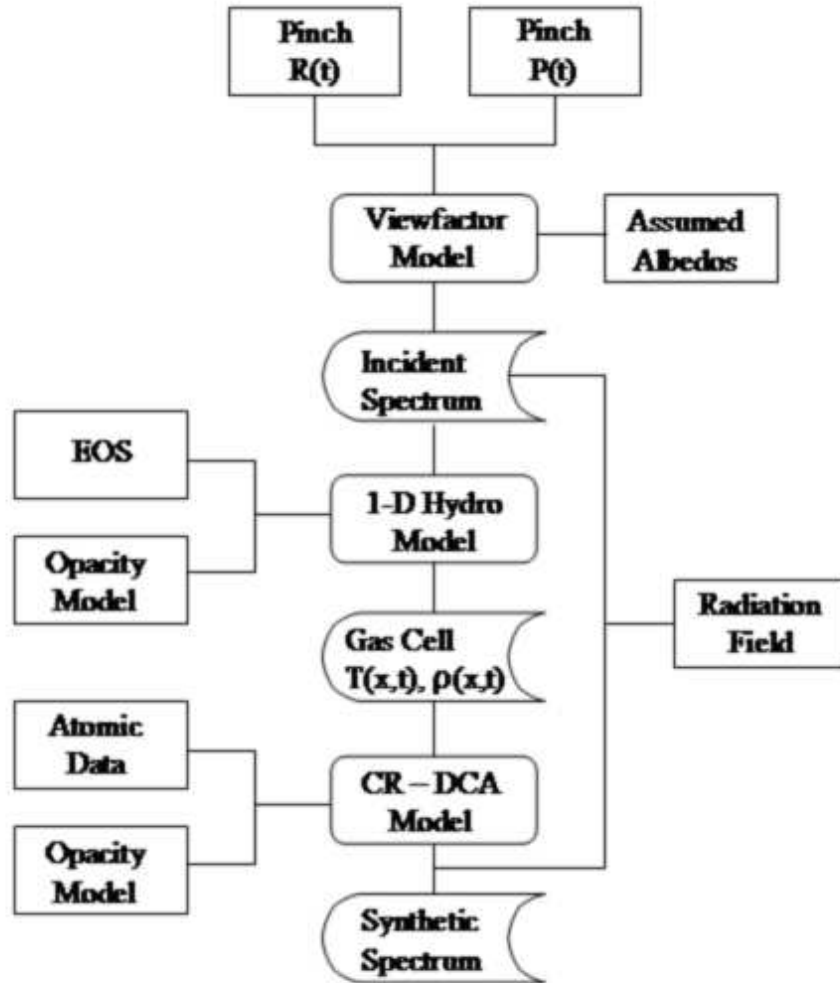 Pinch
R(t)
Pinch
P(t)
Viewfactor
Model
Assumed
Albedos
Incident
Spectrum
EOS
1-D Hydro
Model
Opacity
Model
Radiation
Field
Gas Cell
T(x,t), ρ(x,t)
Atomic
Data
CR – DCA
Model
Opacity
Model
Synthetic
Spectrum